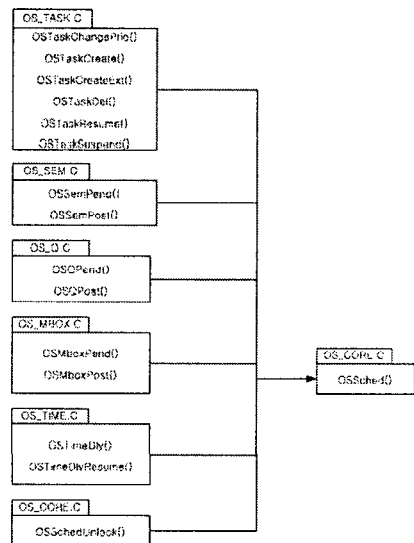 OS_TASK.C
OSTaskChangePrio()
OSTaskCreate()
OSTaskCreateExt()
OSTaskDel()
OSTaskResume()
OSTaskSuspend()
OS_SEM.C
OSSemPend()
OSSemPost()
OS_Q.C
OSQPend()
OSQPost()
OS_MBOX.C
OSMboxPend()
OSMboxPost()
OS_CORE.C
OSSched()
OS_TIME.C
OSTimeDly()
OSTimeDlyResume()
OS_CORE.C
OSSchedUnlock()